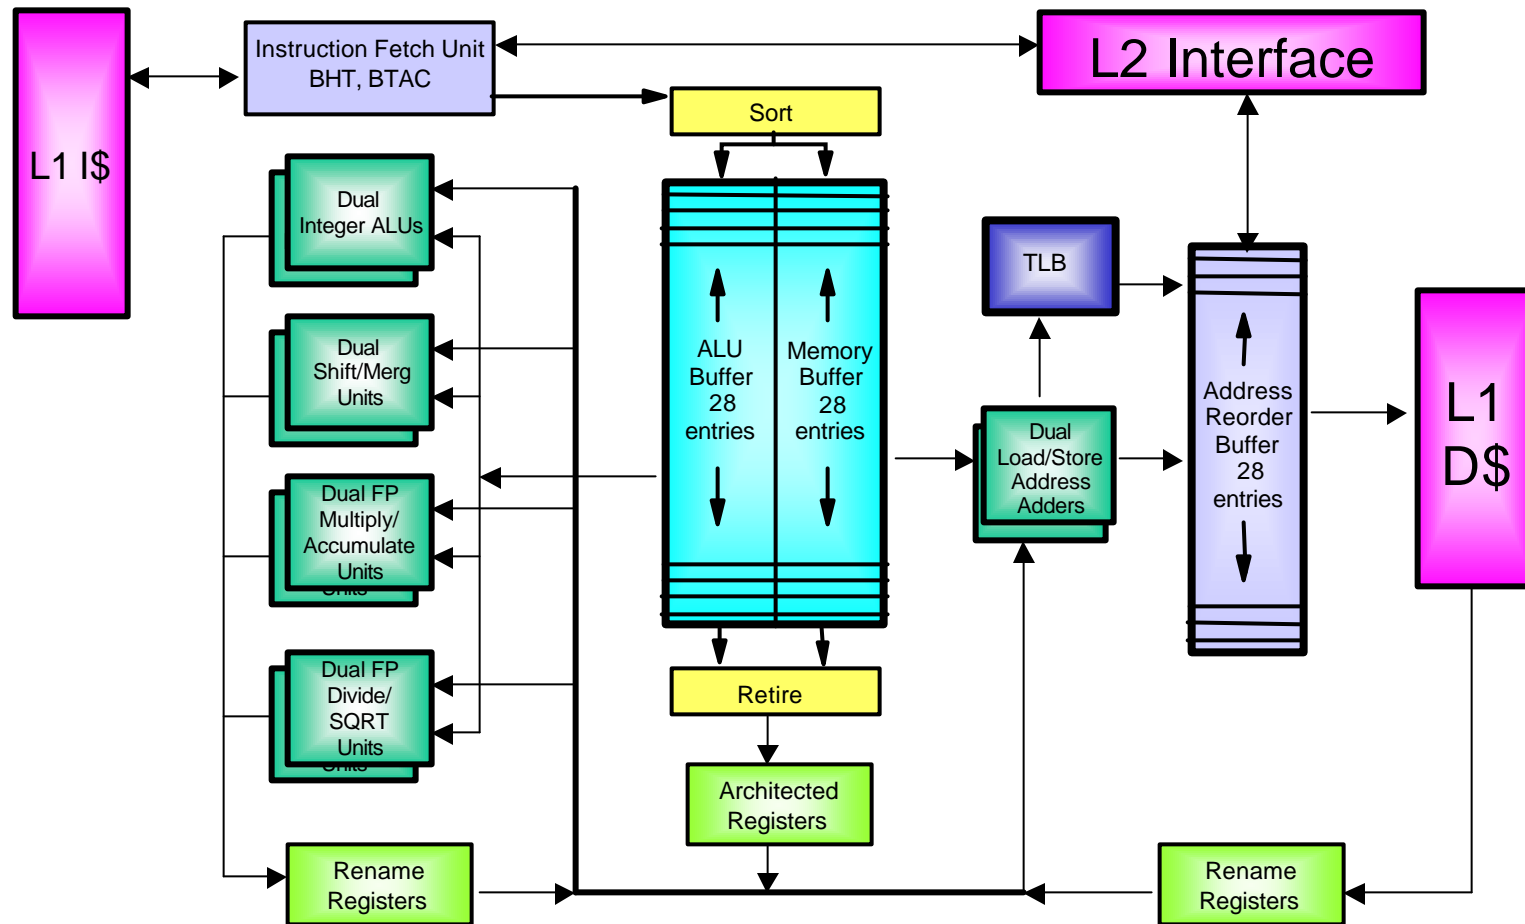 Instruction Fetch Unit
BHT, BTAC
L2 Interface
L1 I$
Sort
Dual
Integer ALUs
TLB
Dual
Shift/Merg
Units
ALU
Buffer
28
entries
Memory
Buffer
28
entries
Address
Reorder
Buffer
28
entries
L1
D$
Dual
Load/Store
Address
Adders
Dual FP
Multiply/
Accumulate
Units
Units
Dual FP
Divide/
SQRT
Units
Units
Retire
Architected
Registers
Rename
Registers
Rename
Registers